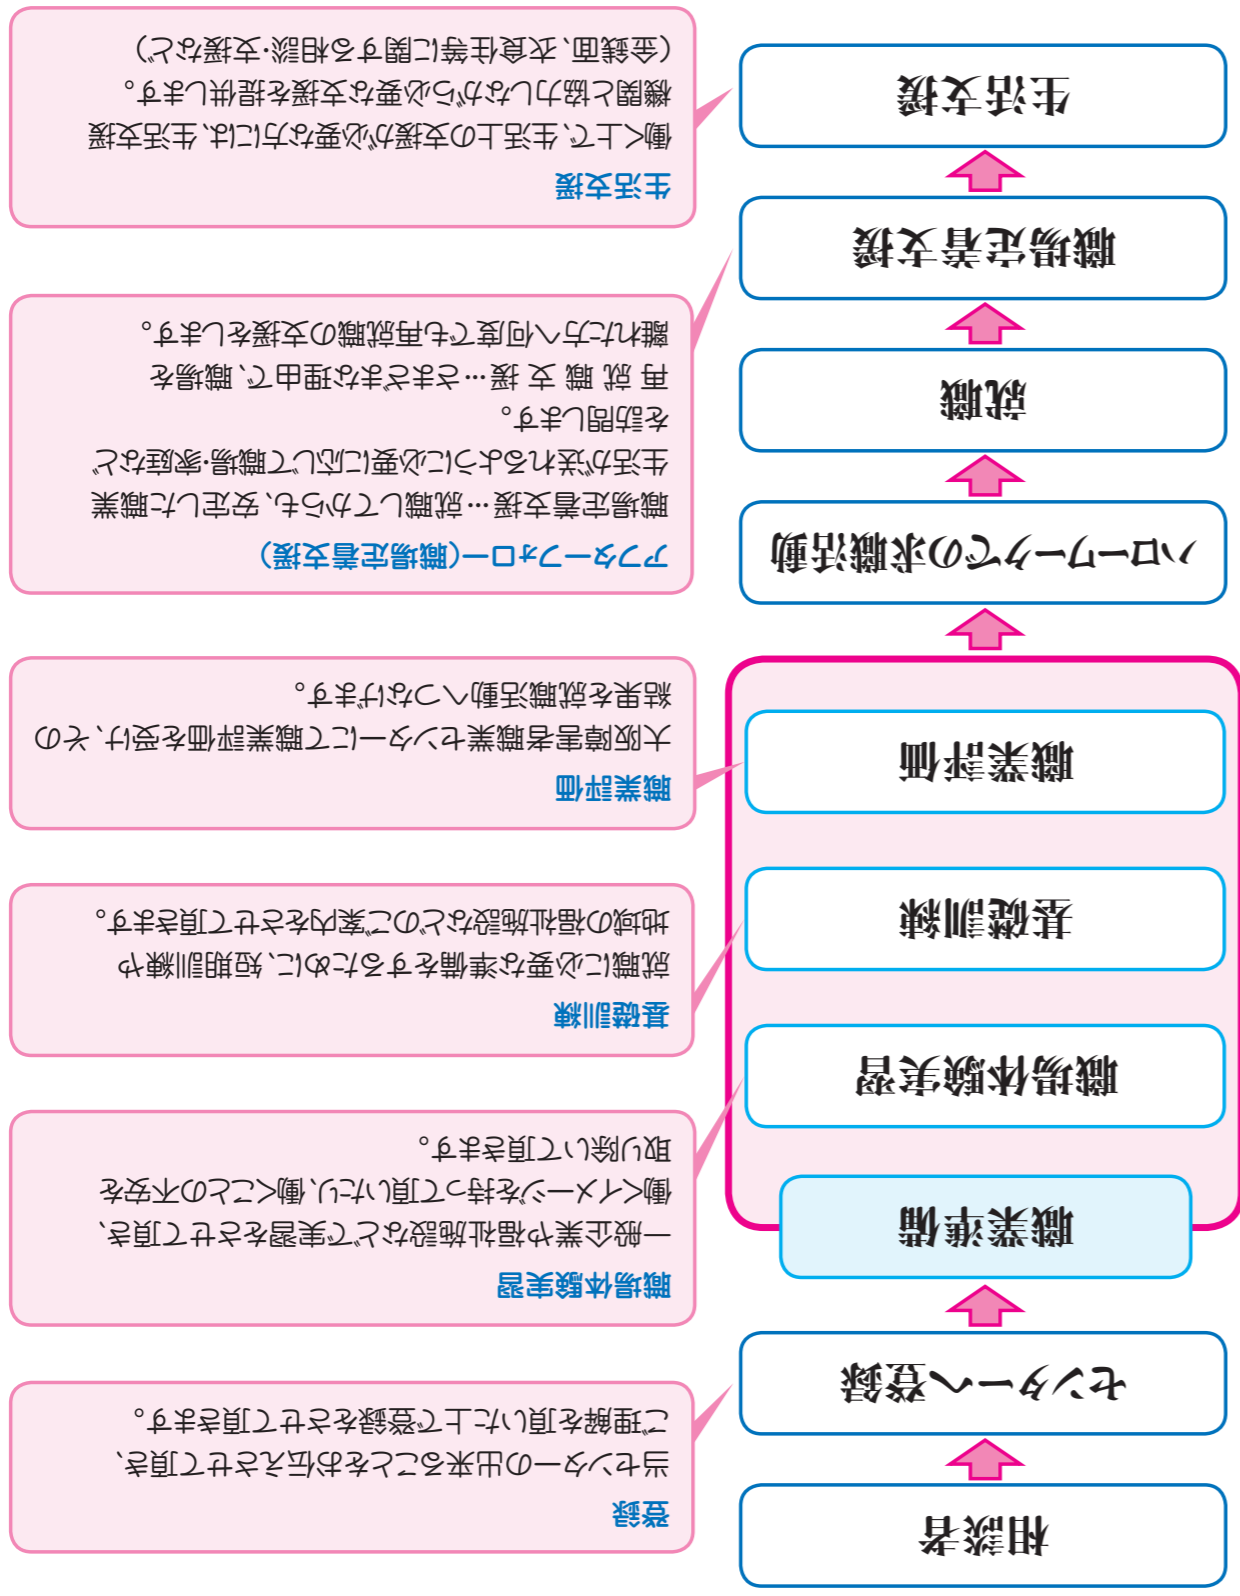 相談者
センターへ登録
登録
当センターの出来ることをお伝えさせて頂き、
ご理解を頂いた上で登録をさせて頂きます。
職業準備
職場体験実習
職場体験実習
一般企業や福祉施設などで実習をさせて頂き、
働くイメージを持って頂いたり、働くことの不安を
取り除いて頂きます。
基礎訓練
基礎訓練
就職に必要な準備をするために、短期訓練や
地域の福祉施設などのご案内をさせて頂きます。
職業評価
職業評価
大阪障害者職業センターにて職業評価を受け、その
結果を就職活動へつなげます。
ハローワークでの求職活動
就職
職場定着支援
アフターフォロー(職場定着支援)
職場定着支援…就職してからも、安定した職業
生活が送れるように必要に応じて職場・家庭など
を訪問します。
再就職支援…さまざまな理由で、職場を
離れた方へ何度でも再就職の支援をします。
生活支援
生活支援
働く上で、生活上の支援が必要な方には、生活支援
機関と協力しながら必要な支援を提供します。
(金銭面、衣食住等に関する相談・支援など)